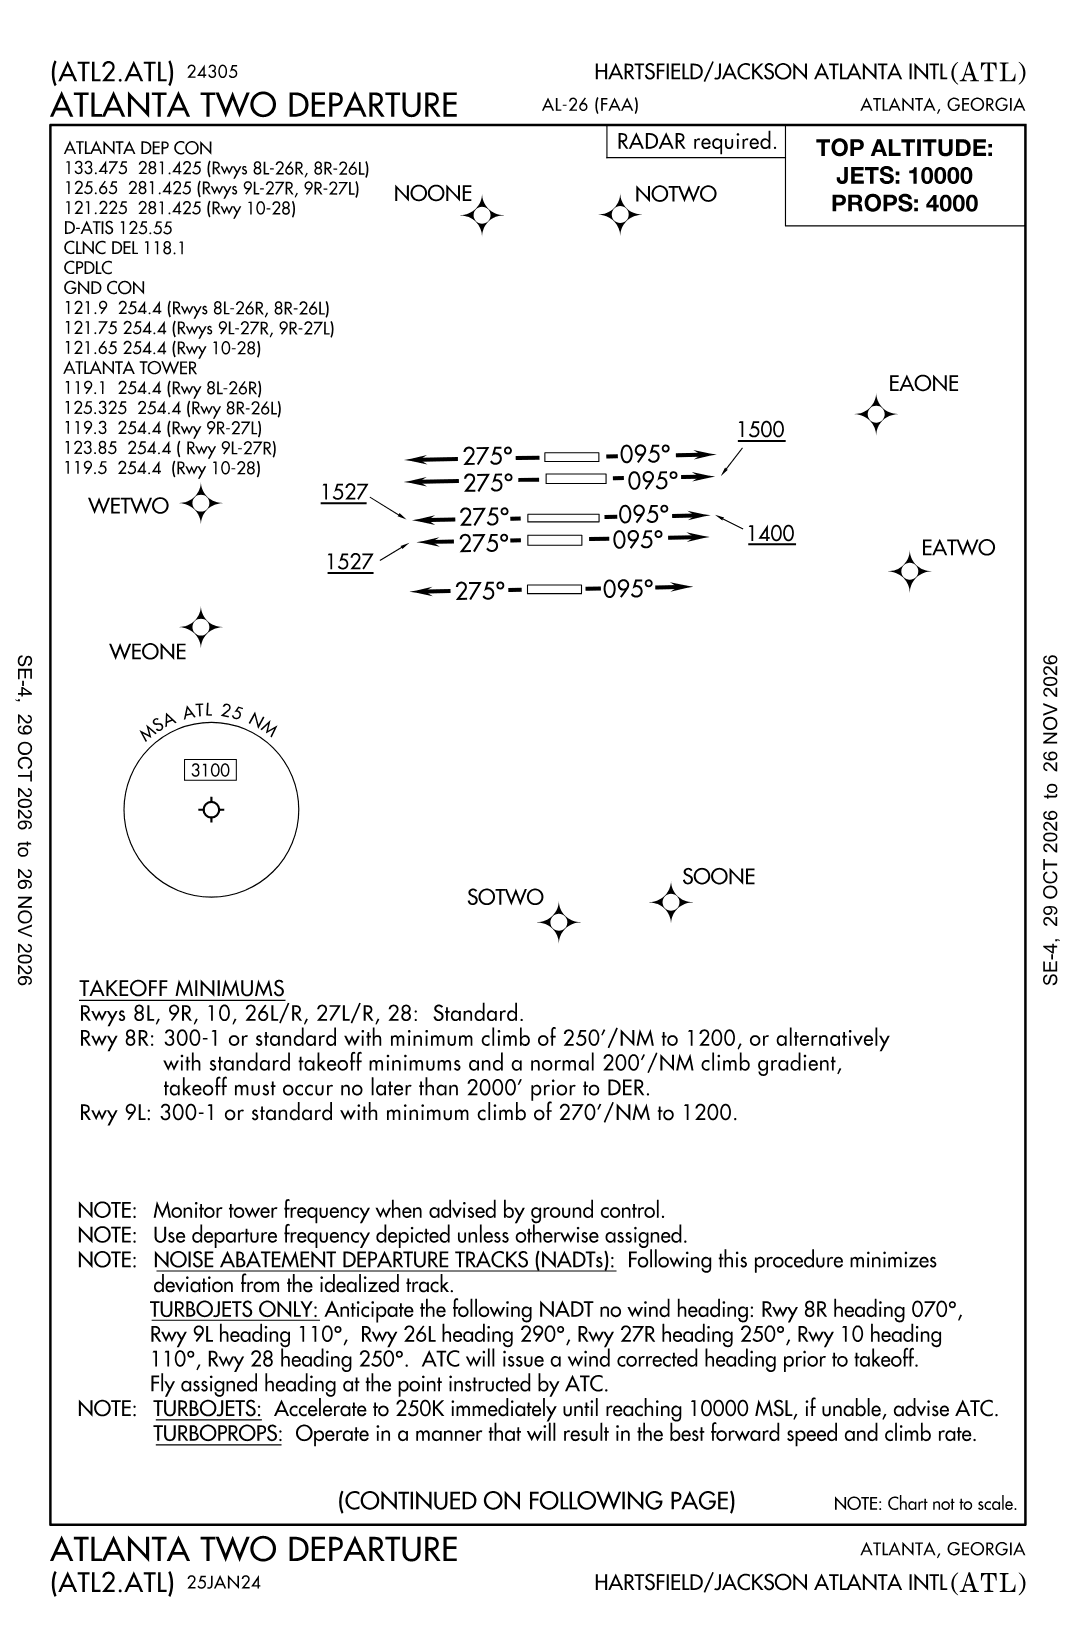 (ATL2.ATL) 24305
HARTSFIELD/JACKSON ATLANTA INTL (ATL)
ATLANTA TWO DEPARTURE
AL-26 (FAA)
ATLANTA, GEORGIA
ATLANTA DEP CON
133.475 281.425 (Rwys 8L-26R, 8R-26L)
125.65 281.425 (Rwys 9L-27R, 9R-27L)
121.225 281.425 (Rwy 10-28)
D-ATIS 125.55
CLNC DEL 118.1
CPDLC
GND CON
121.9 254.4 (Rwys 8L-26R, 8R-26L)
121.75 254.4 (Rwys 9L-27R, 9R-27L)
121.65 254.4 (Rwy 10-28)
ATLANTA TOWER
119.1 254.4 (Rwy 8L-26R)
125.325 254.4 (Rwy 8R-26L)
119.3 254.4 (Rwy 9R-27L)
123.85 254.4 ( Rwy 9L-27R)
119.5 254.4 (Rwy 10-28)
RADAR required.
TOP ALTITUDE:
JETS: 10000
PROPS: 4000
NOONE
NOTWO
EAONE
1500
275° 095°
275° 095°
WETWO
1527
275° 095°
1400
275° 095°
1527
EATWO
275° 095°
WEONE
MSA ATL 25 NM
3100
SOONE
SOTWO
SE-4, 29 OCT 2026 to 26 NOV 2026
SE-4, 29 OCT 2026 to 26 NOV 2026
TAKEOFF MINIMUMS
Rwys 8L, 9R, 10, 26L/R, 27L/R, 28: Standard.
Rwy 8R: 300-1 or standard with minimum climb of 250'/NM to 1200, or alternatively
with standard takeoff minimums and a normal 200'/NM climb gradient,
takeoff must occur no later than 2000' prior to DER.
Rwy 9L: 300-1 or standard with minimum climb of 270'/NM to 1200.
NOTE: Monitor tower frequency when advised by ground control.
NOTE: Use departure frequency depicted unless otherwise assigned.
NOTE: NOISE ABATEMENT DEPARTURE TRACKS (NADTs): Following this procedure minimizes
deviation from the idealized track.
TURBOJETS ONLY: Anticipate the following NADT no wind heading: Rwy 8R heading 070°,
Rwy 9L heading 110°, Rwy 26L heading 290°, Rwy 27R heading 250°, Rwy 10 heading
110°, Rwy 28 heading 250°. ATC will issue a wind corrected heading prior to takeoff.
Fly assigned heading at the point instructed by ATC.
NOTE: TURBOJETS: Accelerate to 250K immediately until reaching 10000 MSL, if unable, advise ATC.
TURBOPROPS: Operate in a manner that will result in the best forward speed and climb rate.
(CONTINUED ON FOLLOWING PAGE)
NOTE: Chart not to scale.
ATLANTA TWO DEPARTURE
ATLANTA, GEORGIA
(ATL2.ATL) 25JAN24
HARTSFIELD/JACKSON ATLANTA INTL (ATL)